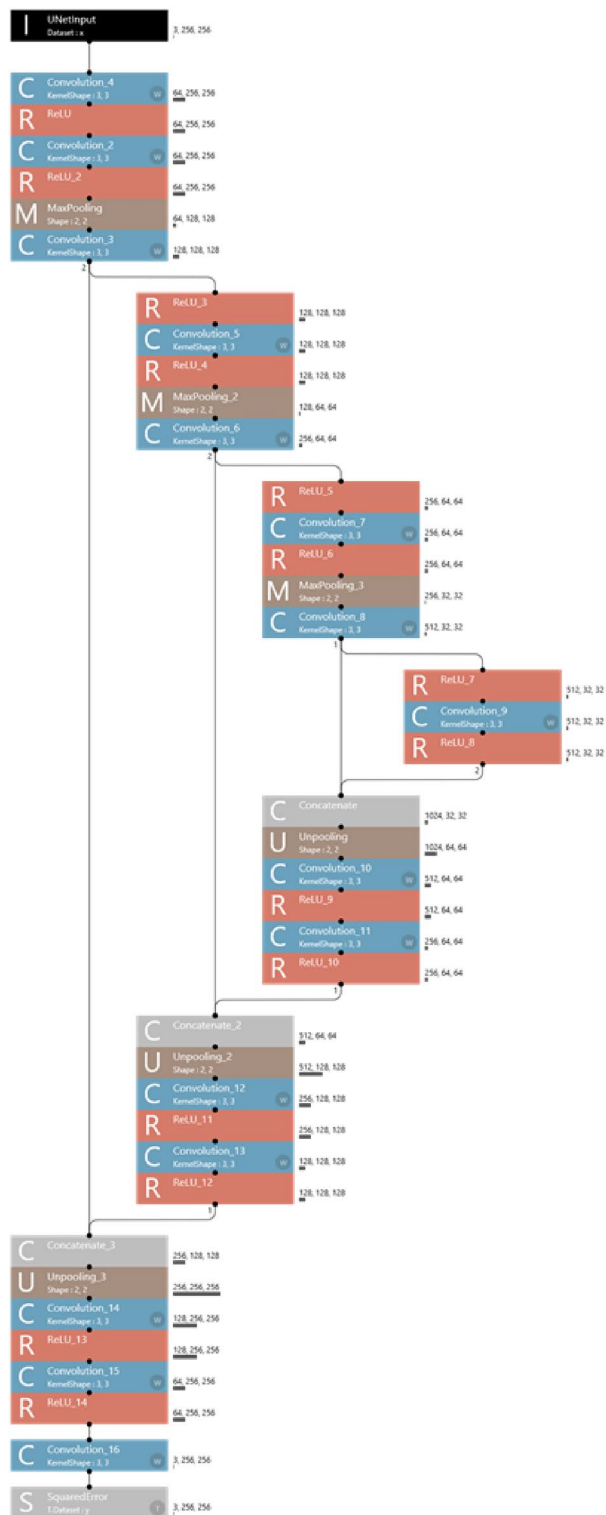 I UNetInput
Dataset : x
3, 256, 256
C Convolution_4
KernelShape : 3, 3
W
64, 256, 256
R ReLU
64, 256, 256
C Convolution_2
KernelShape : 3, 3
W
64, 256, 256
R ReLU_2
64, 256, 256
M MaxPooling
Shape : 2, 2
64, 128, 128
C Convolution_3
KernelShape : 3, 3
W
128, 128, 128
2
R ReLU_3
128, 128, 128
C Convolution_5
KernelShape : 3, 3
W
128, 128, 128
R ReLU_4
128, 128, 128
M MaxPooling_2
Shape : 2, 2
128, 64, 64
C Convolution_6
KernelShape : 3, 3
W
256, 64, 64
2
R ReLU_5
256, 64, 64
C Convolution_7
KernelShape : 3, 3
W
256, 64, 64
R ReLU_6
256, 64, 64
M MaxPooling_3
Shape : 2, 2
256, 32, 32
C Convolution_8
KernelShape : 3, 3
W
512, 32, 32
1
R ReLU_7
512, 32, 32
C Convolution_9
KernelShape : 3, 3
W
512, 32, 32
R ReLU_8
512, 32, 32
2
C Concatenate
1024, 32, 32
U Unpooling
Shape : 2, 2
1024, 64, 64
C Convolution_10
KernelShape : 3, 3
W
512, 64, 64
R ReLU_9
512, 64, 64
C Convolution_11
KernelShape : 3, 3
W
256, 64, 64
R ReLU_10
256, 64, 64
1
C Concatenate_2
512, 64, 64
U Unpooling_2
Shape : 2, 2
512, 128, 128
C Convolution_12
KernelShape : 3, 3
W
256, 128, 128
R ReLU_11
256, 128, 128
C Convolution_13
KernelShape : 3, 3
W
128, 128, 128
R ReLU_12
128, 128, 128
1
C Concatenate_3
256, 128, 128
U Unpooling_3
Shape : 2, 2
256, 256, 256
C Convolution_14
KernelShape : 3, 3
W
128, 256, 256
R ReLU_13
128, 256, 256
C Convolution_15
KernelShape : 3, 3
W
64, 256, 256
R ReLU_14
64, 256, 256
C Convolution_16
KernelShape : 3, 3
W
3, 256, 256
S SquaredError
T.Dataset : y
T
3, 256, 256